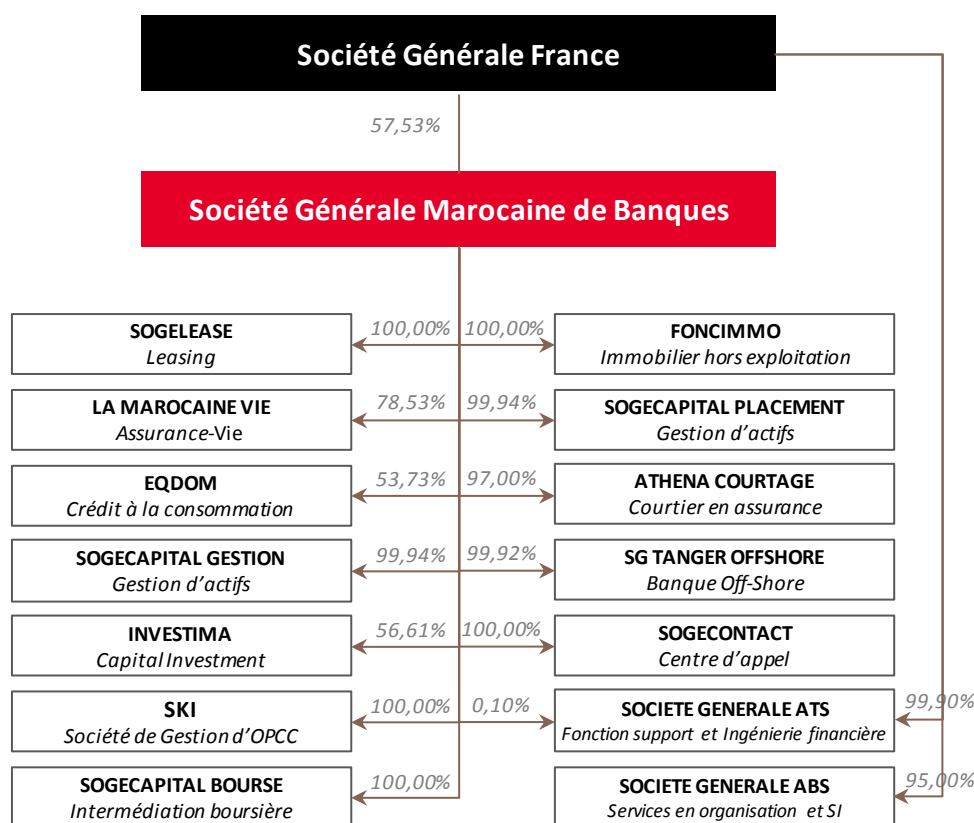 Société Générale France
57,53%
Société Générale Marocaine de Banques
SOGELEASE
Leasing
100,00%
100,00%
FONCIMMO
Immobilier hors exploitation
LA MAROCAINE VIE
Assurance-Vie
78,53%
99,94%
SOGECAPITAL PLACEMENT
Gestion d'actifs
EQDOM
Crédit à la consommation
53,73%
97,00%
ATHENA COURTAGE
Courtier en assurance
SOGECAPITAL GESTION
Gestion d'actifs
99,94%
99,92%
SG TANGER OFFSHORE
Banque Off-Shore
INVESTIMA
Capital Investment
56,61%
100,00%
SOGECONTACT
Centre d'appel
SKI
Société de Gestion d'OPCC
100,00%
0,10%
SOCIETE GENERALE ATS
Fonction support et Ingénierie financière
99,90%
SOGECAPITAL BOURSE
Intermédiation boursière
100,00%
SOCIETE GENERALE ABS
Services en organisation et SI
95,00%